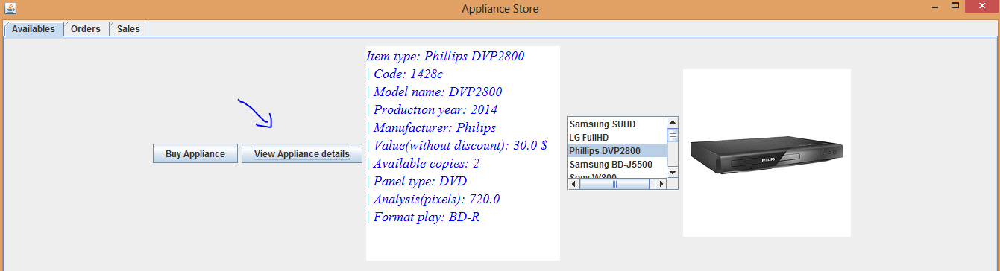 Appliance Store
Availables Orders Sales
Buy Appliance View Appliance details
Item type: Phillips DVP2800
| Code: 1428c
| Model name: DVP2800
| Production year: 2014
| Manufacturer: Philips
| Value(without discount): 30.0 $
| Available copies: 2
| Panel type: DVD
| Analysis(pixels): 720.0
| Format play: BD-R
Samsung SUHD
LG FullHD
Phillips DVP2800
Samsung BD-J5500
Sony W800
PHILIPS